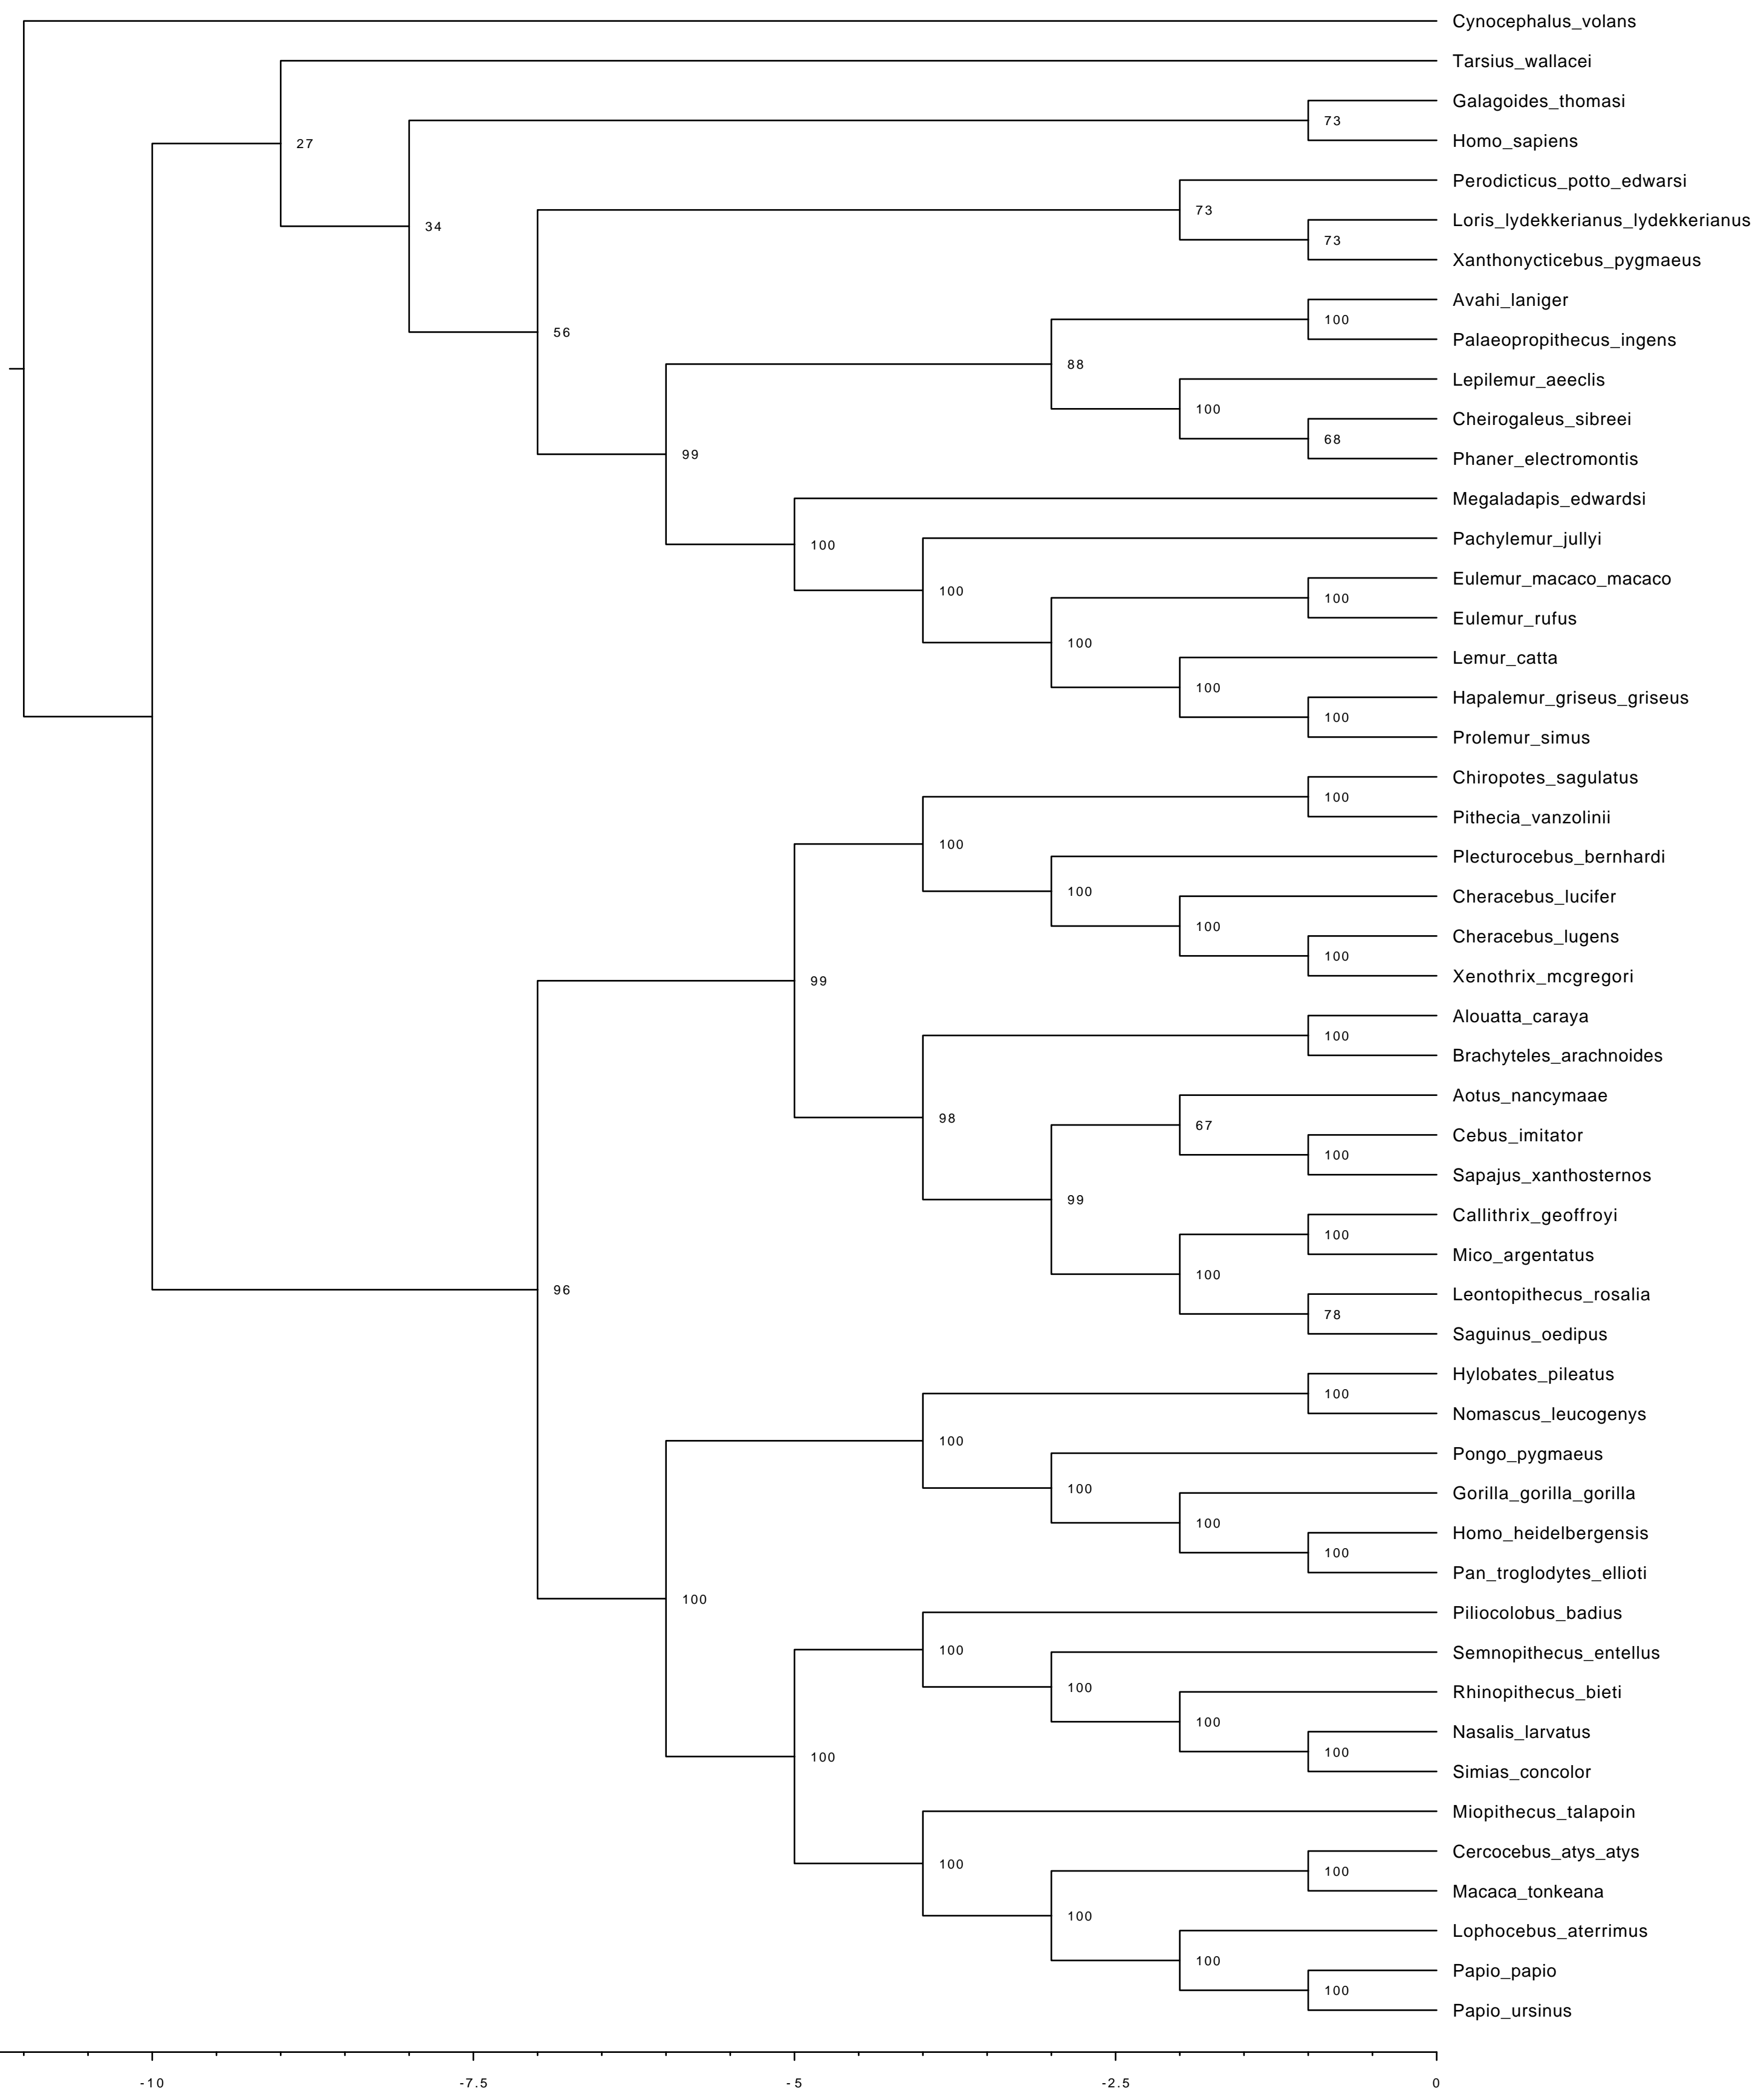 Cynocephalus_volans
Tarsius_wallacei
Galagoides_thomasi
73
Homo_sapiens
27
Perodicticus_potto_edwarsi
73
Loris_lydekkerianus_lydekkerianus
34
73
Xanthonycticebus_pygmaeus
Avahi_laniger
100
56
Palaeopropithecus_ingens
88
Lepilemur_aeeclis
100
Cheirogaleus_sibreei
68
99
Phaner_electromontis
Megaladapis_edwardsi
100
Pachylemur_jullyi
Eulemur_macaco_macaco
100
100
Eulemur_rufus
100
Lemur_catta
100
Hapalemur_griseus_griseus
100
Prolemur_simus
Chiropotes_sagulatus
100
Pithecia_vanzolinii
100
Plecturocebus_bernhardi
100
Cheracebus_lucifer
100
Cheracebus_lugens
100
Xenothrix_mcgregori
99
Alouatta_caraya
100
Brachyteles_arachnoides
Aotus_nancymaae
98
67
Cebus_imitator
100
Sapajus_xanthosternos
99
Callithrix_geoffroyi
100
Mico_argentatus
100
96
Leontopithecus_rosalia
78
Saguinus_oedipus
Hylobates_pileatus
100
Nomascus_leucogenys
100
Pongo_pygmaeus
100
Gorilla_gorilla_gorilla
100
Homo_heidelbergensis
100
Pan_troglodytes_ellioti
100
Piliocolobus_badius
100
Semnopithecus_entellus
100
Rhinopithecus_bieti
100
Nasalis_larvatus
100
100
Simias_concolor
Miopithecus_talapoin
Cercocebus_atys_atys
100
100
Macaca_tonkeana
100
Lophocebus_aterrimus
100
Papio_papio
100
Papio_ursinus
-10 -7.5 -5 -2.5 0